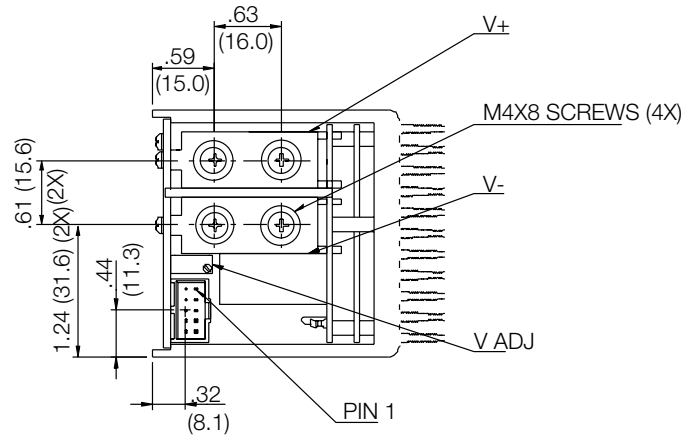 .63
(16.0)
V+
.59
(15.0)
M4X8 SCREWS (4X)
V-
.61 (15.6)
(2X)
1.24 (31.6) (2X)
.44
(11.3)
V ADJ
.32
(8.1)
PIN 1